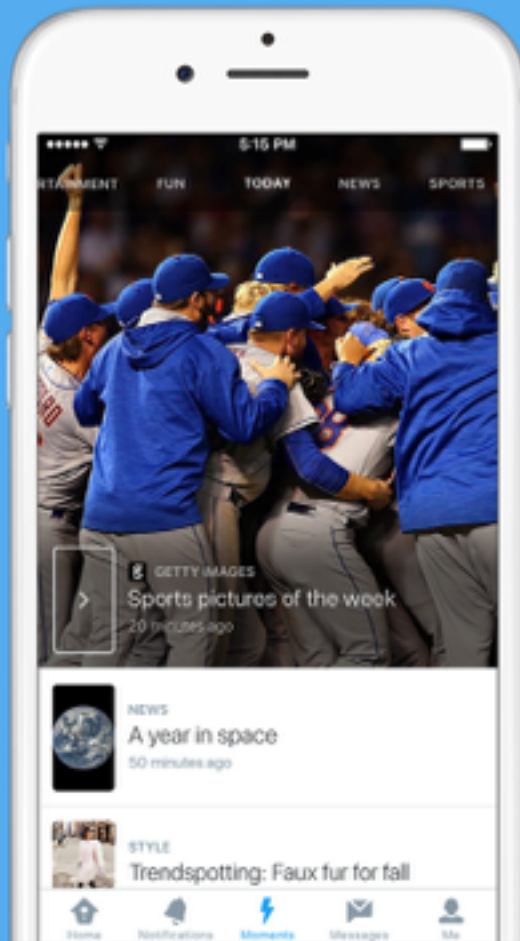 5:15 PM
RTAINMENT FUN TODAY NEWS SPORTS
GETTY IMAGES
Sports pictures of the week
20 minutes ago
NEWS
A year in space
50 minutes ago
STYLE
Trendspotting: Faux fur for fall
Home Notifications Moments Messages Me